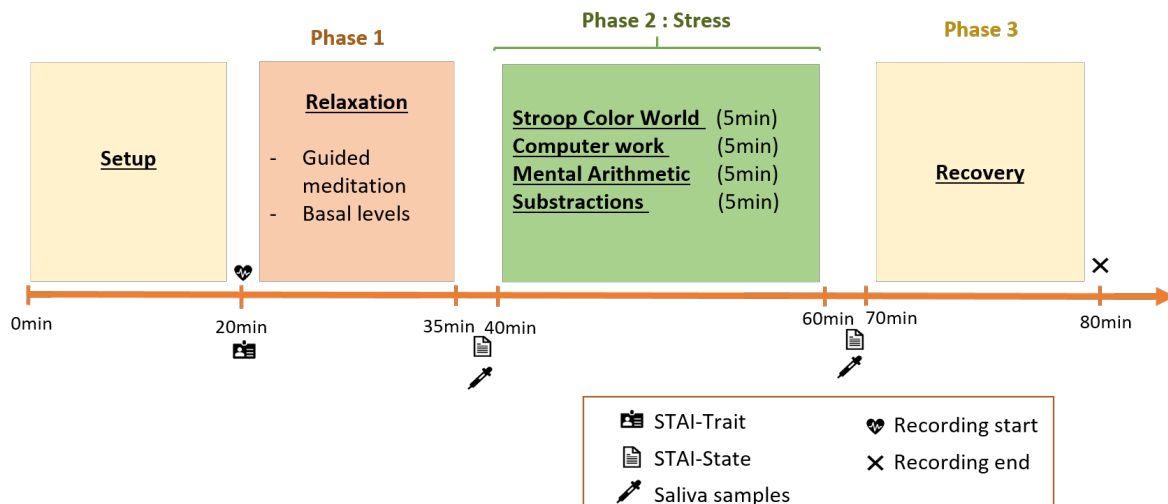 Phase 1
Phase 2 : Stress
Phase 3
Setup
Relaxation
- Guided
meditation
- Basal levels
Stroop Color World (5min)
Computer work (5min)
Mental Arithmetic (5min)
Substractions (5min)
Recovery
0min
20min
35min
40min
60min
70min
80min
STAI-Trait
STAI-State
Saliva samples
Recording start
Recording end